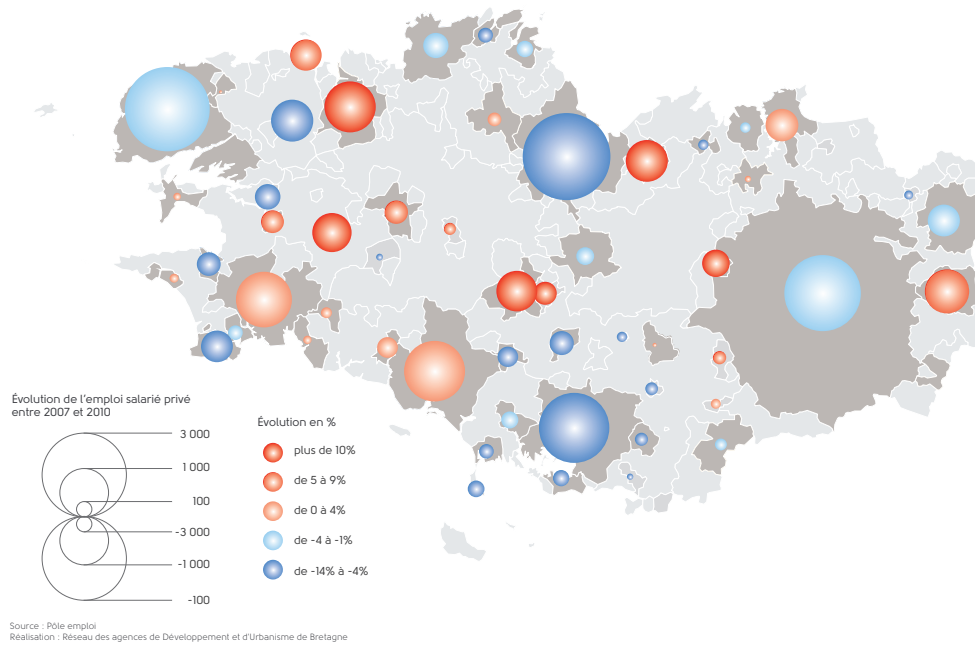 Évolution de l'emploi salarié privé
entre 2007 et 2010
3 000
1 000
100
-3 000
-1 000
-100
Évolution en %
plus de 10%
de 5 à 9%
de 0 à 4%
de -4 à -1%
de -14% à -4%
Source : Pôle emploi
Réalisation : Réseau des agences de Développement et d'Urbanisme de Bretagne